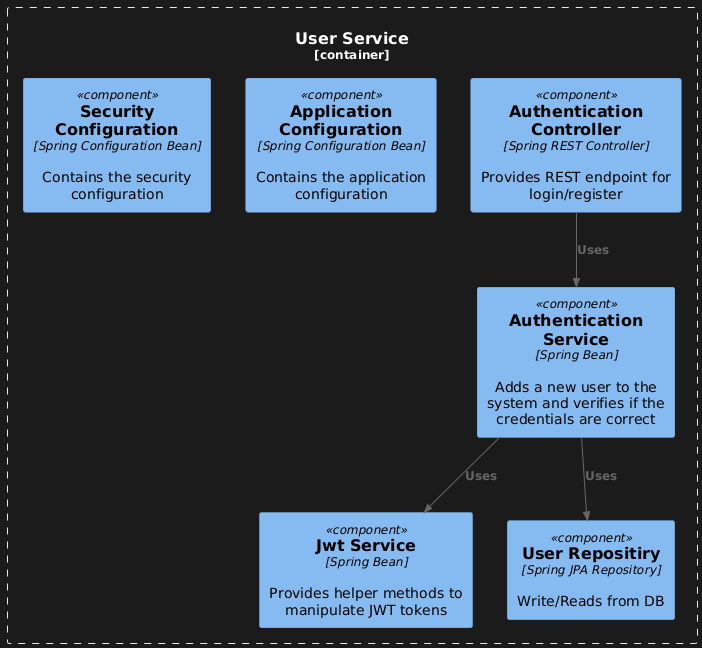 User Service
[container]
«component»
Security
Configuration
[Spring Configuration Bean]
Contains the security
configuration
«component»
Application
Configuration
[Spring Configuration Bean]
Contains the application
configuration
«component»
Authentication
Controller
[Spring REST Controller]
Provides REST endpoint for
login/register
Uses
«component»
Authentication
Service
[Spring Bean]
Adds a new user to the
system and verifies if the
credentials are correct
Uses
Uses
«component»
Jwt Service
[Spring Bean]
Provides helper methods to
manipulate JWT tokens
«component»
User Repositiry
[Spring JPA Repository]
Write/Reads from DB